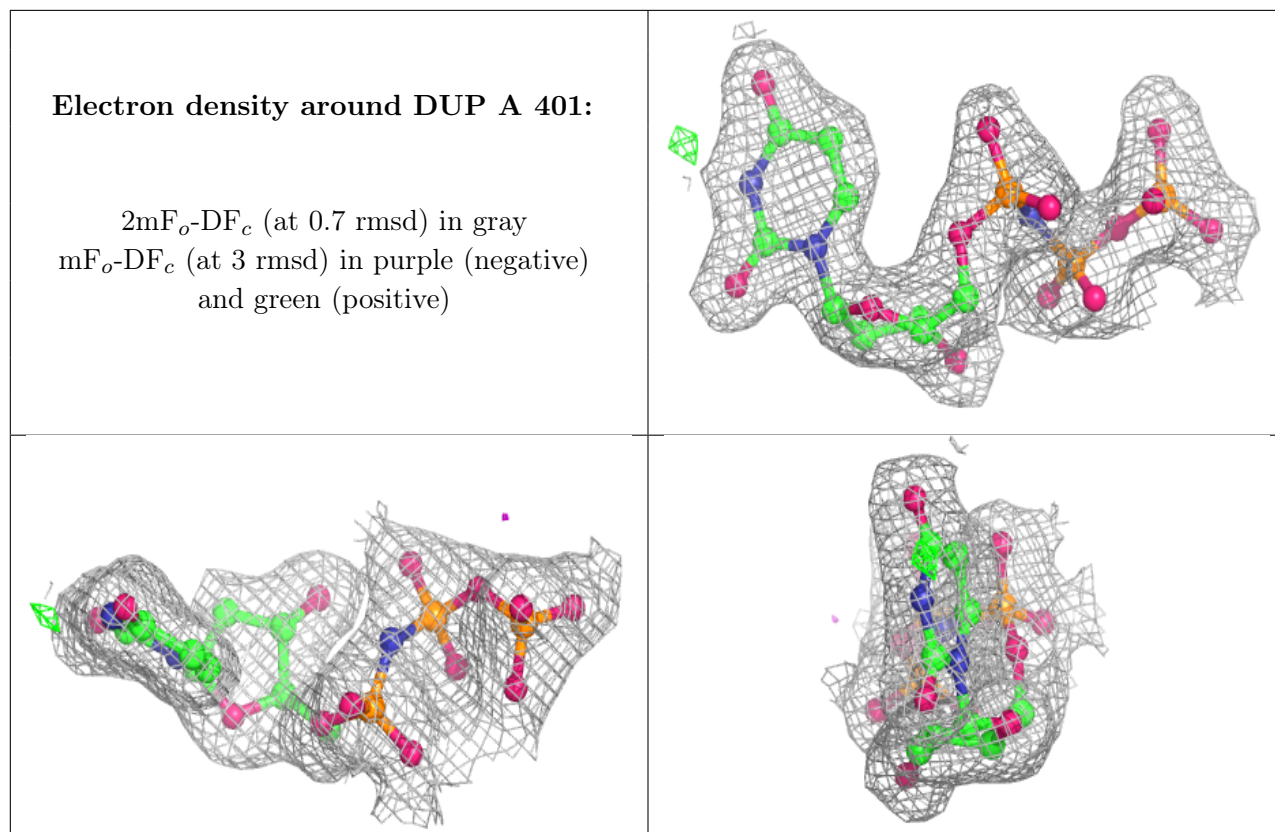 Electron density around DUP A 401:
2mFₒ-DF𝒸 (at 0.7 rmsd) in gray
mFₒ-DF𝒸 (at 3 rmsd) in purple (negative)
and green (positive)